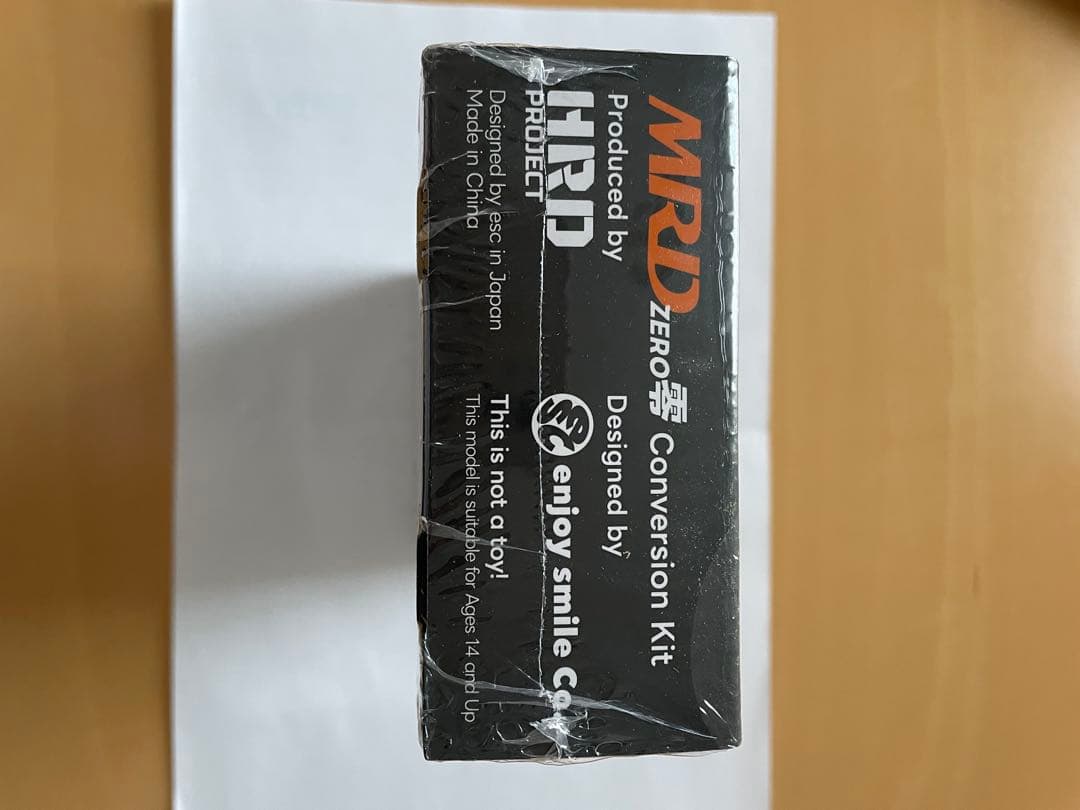 MRD ZERO零 Conversion Kit
Produced by
HRD
PROJECT
Designed by
esc enjoy smile Co.
Designed by esc in Japan
Made in China
This is not a toy!
This model is suitable for Ages 14 and Up